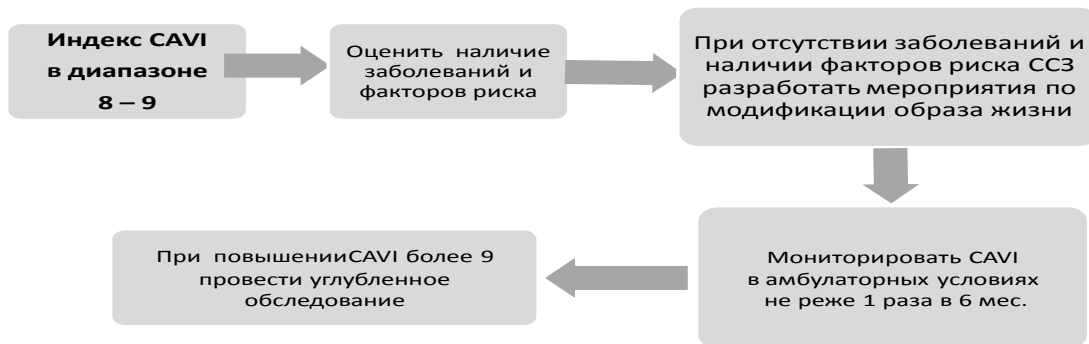 Индекс CAVI
в диапазоне
8 – 9
Оценить наличие
заболеваний и
факторов риска
При отсутствии заболеваний и
наличии факторов риска ССЗ
разработать мероприятия по
модификации образа жизни
Мониторировать CAVI
в амбулаторных условиях
не реже 1 раза в 6 мес.
При повышенииCAVI более 9
провести углубленное
обследование